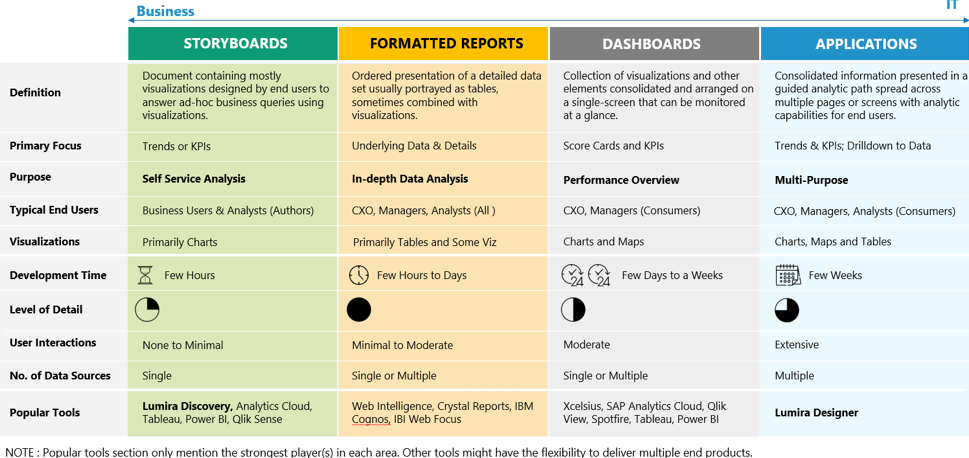 Business
IT
STORYBOARDS
FORMATTED REPORTS
DASHBOARDS
APPLICATIONS
Definition
Document containing mostly
visualizations designed by end users to
answer ad-hoc business queries using
visualizations.
Ordered presentation of a detailed data
set usually portrayed as tables,
sometimes combined with
visualizations.
Collection of visualizations and other
elements consolidated and arranged on
a single-screen that can be monitored
at a glance.
Consolidated information presented in a
guided analytic path spread across
multiple pages or screens with analytic
capabilities for end users.
Primary Focus
Trends or KPIs
Underlying Data & Details
Score Cards and KPIs
Trends & KPIs; Drilldown to Data
Purpose
Self Service Analysis
In-depth Data Analysis
Performance Overview
Multi-Purpose
Typical End Users
Business Users & Analysts (Authors)
CXO, Managers, Analysts (All )
CXO, Managers (Consumers)
CXO, Managers, Analysts (Consumers)
Visualizations
Primarily Charts
Primarily Tables and Some Viz
Charts and Maps
Charts, Maps and Tables
Development Time
Few Hours
Few Hours to Days
24
24
Few Days to a Weeks
Few Weeks
Level of Detail
User Interactions
None to Minimal
Minimal to Moderate
Moderate
Extensive
No. of Data Sources
Single
Single or Multiple
Single or Multiple
Multiple
Popular Tools
Lumira Discovery, Analytics Cloud,
Tableau, Power BI, Qlik Sense
Web Intelligence, Crystal Reports, IBM
Cognos, IBI Web Focus
Xcelsius, SAP Analytics Cloud, Qlik
View, Spotfire, Tableau, Power BI
Lumira Designer
NOTE : Popular tools section only mention the strongest player(s) in each area. Other tools might have the flexibility to deliver multiple end products.